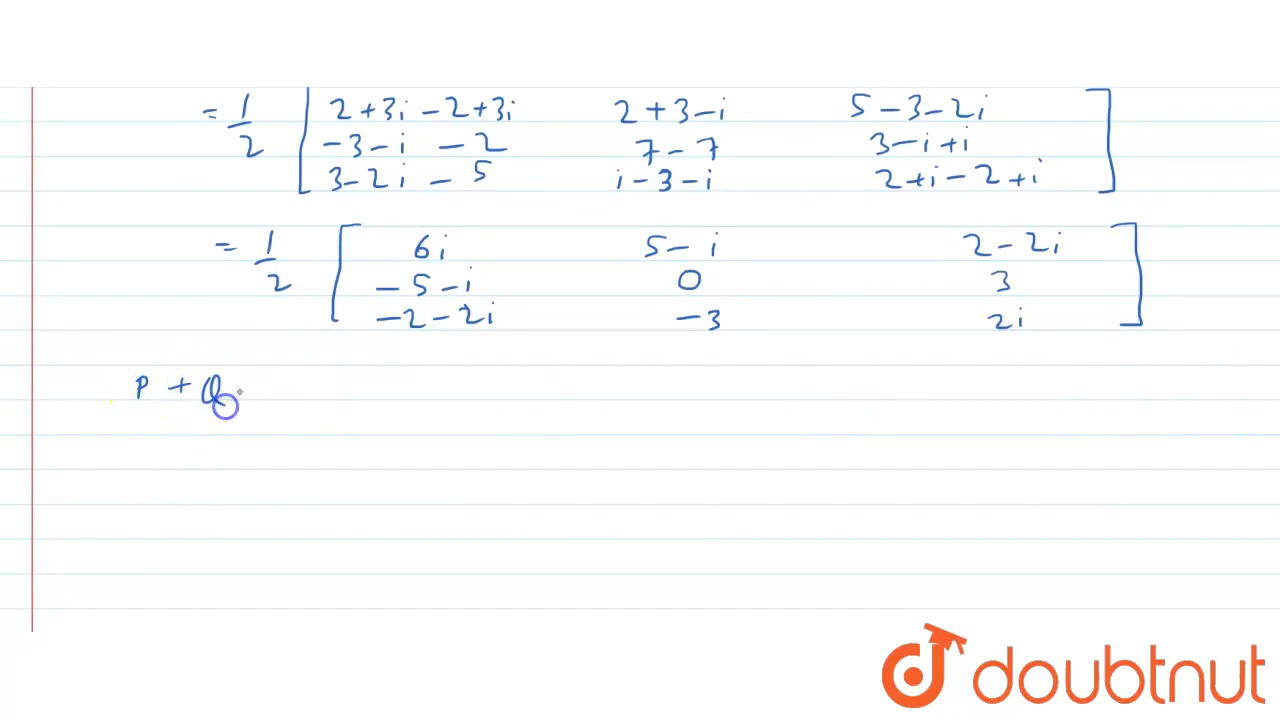 = 1/2 [ 2+3i-2+3i 2+3-i 5-3-2i
-3-i -2 7-7 3-i+i
3-2i - 5 i-3-i 2+i-2+i ]
= 1/2 [ 6i 5-i 2-2i
-5-i 0 3
-2-2i -3 2i ]
P + Q
doubtnut